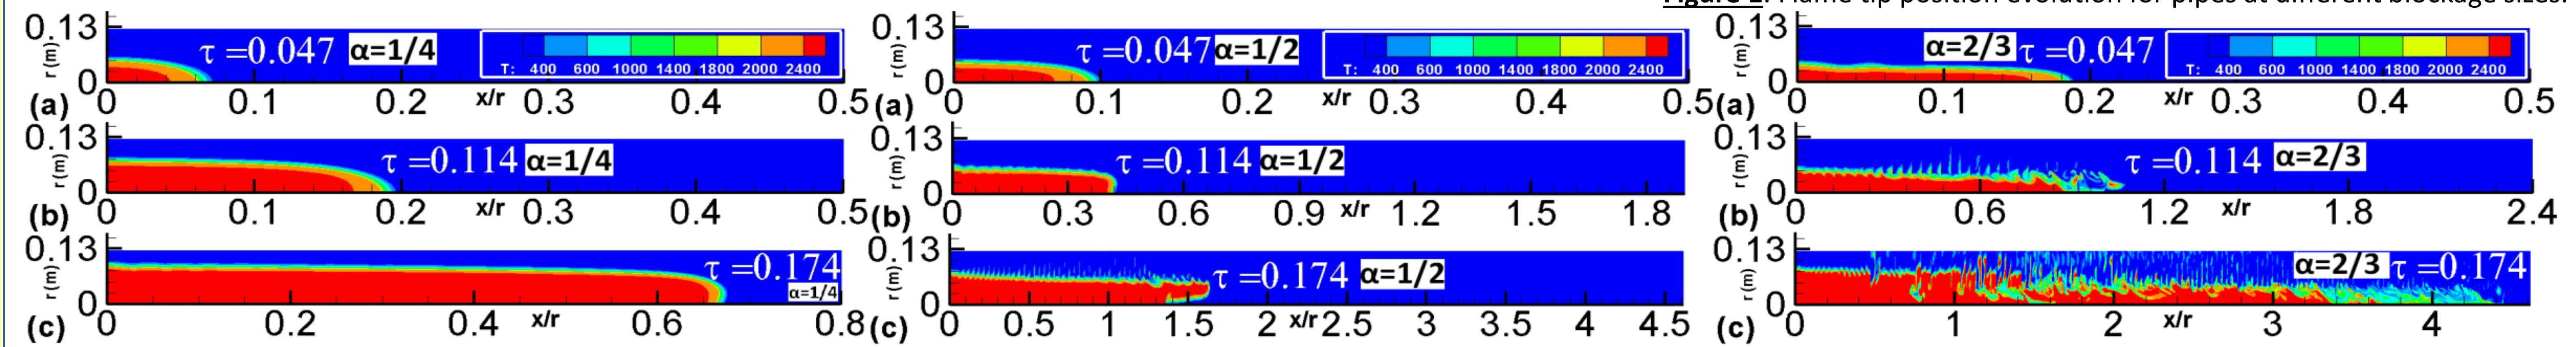 Figure 2: Flame tip position evolution for pipes at different blockage sizes.
0.13 r (m) 0 τ =0.047 α=1/4 T: 400 600 1000 1400 1800 2000 2400
(a) 0 0.1 0.2 x/r 0.3 0.4 0.5
0.13 r (m) 0 τ =0.114 α=1/4
(b) 0 0.1 0.2 x/r 0.3 0.4 0.5
0.13 r (m) 0 τ =0.174 α=1/4
(c) 0 0.2 0.4 x/r 0.6 0.8
0.13 r (m) 0 τ =0.047 α=1/2 T: 400 600 1000 1400 1800 2000 2400
(a) 0 0.1 0.2 x/r 0.3 0.4 0.5
0.13 r (m) 0 τ =0.114 α=1/2
(b) 0 0.3 0.6 0.9 x/r 1.2 1.5 1.8
0.13 r (m) 0 τ =0.174 α=1/2
(c) 0 0.5 1 1.5 2 x/r 2.5 3 3.5 4 4.5
0.13 r (m) 0 α=2/3 τ =0.047 T: 400 600 1000 1400 1800 2000 2400
(a) 0 0.1 0.2 x/r 0.3 0.4 0.5
0.13 r (m) 0 τ =0.114 α=2/3
(b) 0 0.6 1.2 x/r 1.8 2.4
0.13 r (m) 0 α=2/3 τ =0.174
(c) 0 1 2 x/r 3 4